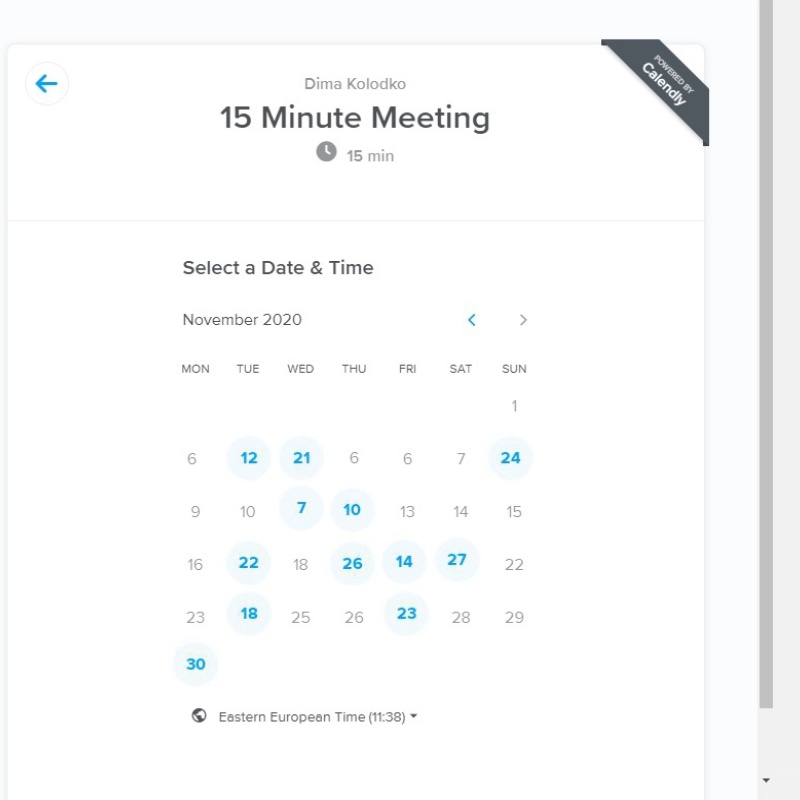 Dima Kolodko
POWERED BY
Calendly
15 Minute Meeting
15 min
Select a Date & Time
November 2020
MON TUE WED THU FRI SAT SUN
1
6 12 21 6 6 7 24
9 10 7 10 13 14 15
16 22 18 26 14 27 22
23 18 25 26 23 28 29
30
Eastern European Time (11:38)